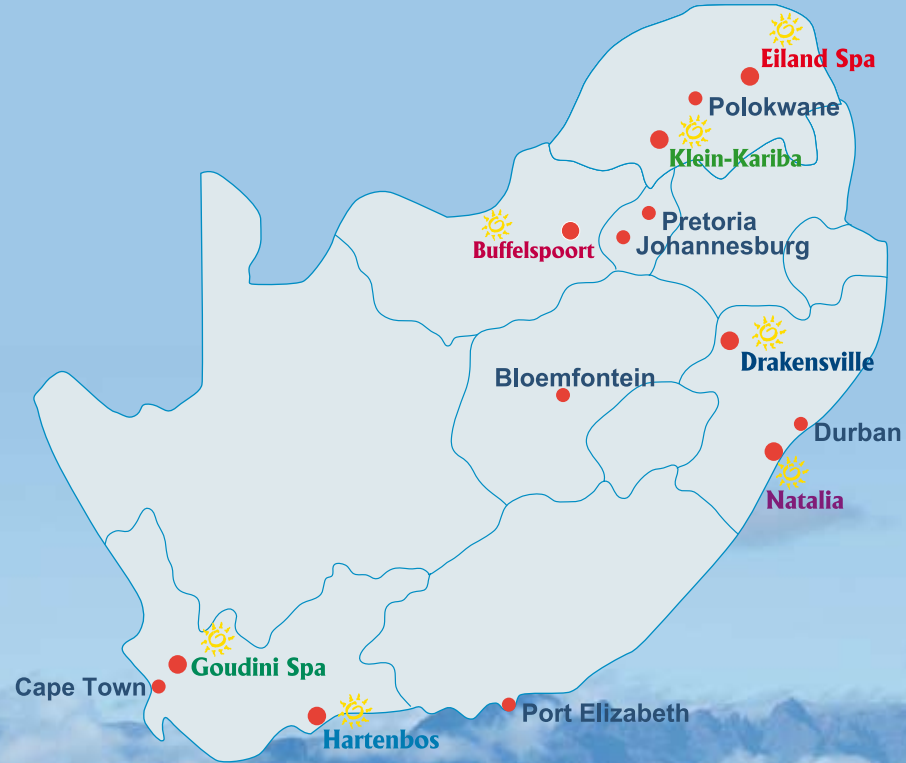 Eiland Spa
Polokwane
Klein-Kariba
Pretoria
Johannesburg
Buffelspoort
Drakensville
Bloemfontein
Durban
Natalia
Goudini Spa
Cape Town
Port Elizabeth
Hartenbos